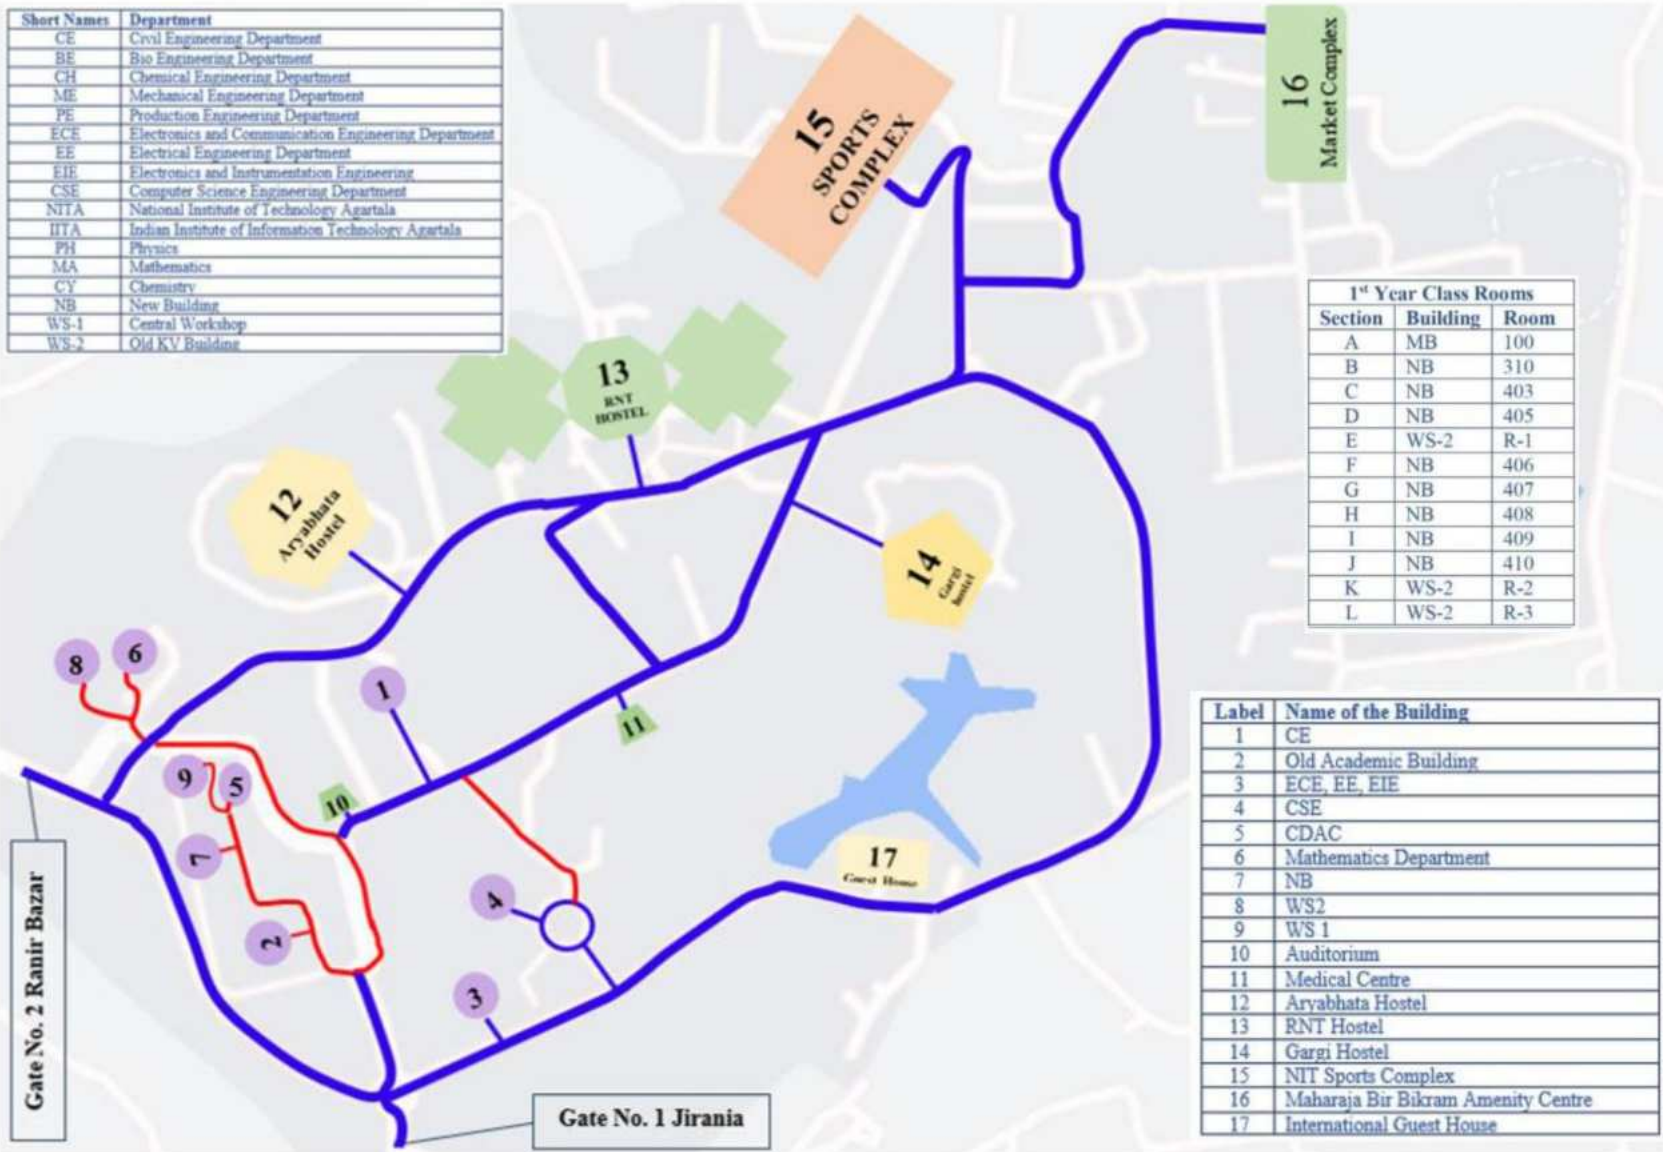 Short Names Department
CE Civil Engineering Department
BE Bio Engineering Department
CH Chemical Engineering Department
ME Mechanical Engineering Department
PE Production Engineering Department
ECE Electronics and Communication Engineering Department
EE Electrical Engineering Department
EIE Electronics and Instrumentation Engineering
CSE Computer Science Engineering Department
NITA National Institute of Technology Agartala
IITA Indian Institute of Information Technology Agartala
PH Physics
MA Mathematics
CY Chemistry
NB New Building
WS-1 Central Workshop
WS-2 Old KV Building
15
SPORTS
COMPLEX
16
Market Complex
13
RNT
HOSTEL
12
Aryabhata
Hostel
14
Gargi
hostel
1st Year Class Rooms
Section Building Room
A MB 100
B NB 310
C NB 403
D NB 405
E WS-2 R-1
F NB 406
G NB 407
H NB 408
I NB 409
J NB 410
K WS-2 R-2
L WS-2 R-3
8
6
1
11
9
5
10
7
17
Guest House
4
2
3
Gate No. 2 Ranir Bazar
Gate No. 1 Jirania
Label Name of the Building
1 CE
2 Old Academic Building
3 ECE, EE, EIE
4 CSE
5 CDAC
6 Mathematics Department
7 NB
8 WS2
9 WS 1
10 Auditorium
11 Medical Centre
12 Aryabhata Hostel
13 RNT Hostel
14 Gargi Hostel
15 NIT Sports Complex
16 Maharaja Bir Bikram Amenity Centre
17 International Guest House